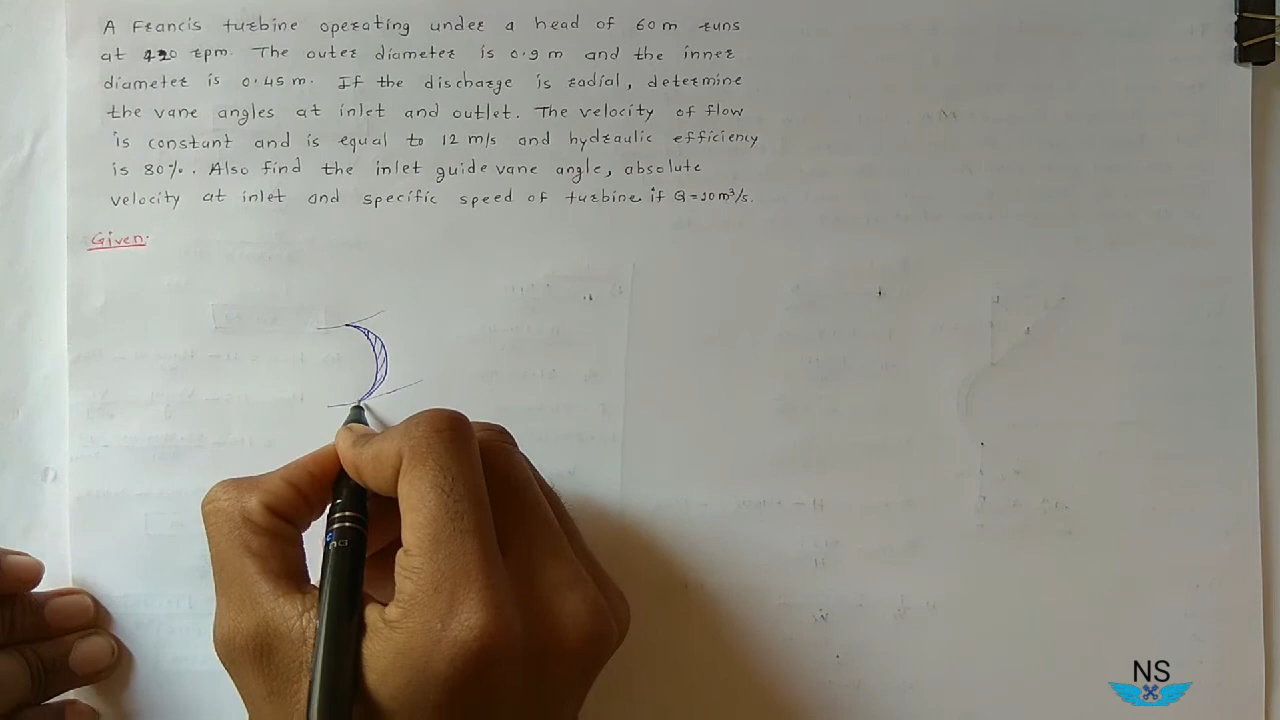 A Francis turbine operating under a head of 60 m runs
at rpm. The outer diameter is 0.9 m and the inner
diameter is 0.45 m. If the discharge is radial, determine
the vane angles at inlet and outlet. The velocity of flow
is constant and is equal to 12 m/s and hydraulic efficiency
is 80%. Also find the inlet guide vane angle, absolute
velocity at inlet and specific speed of turbine if Q = 10 m³/s.
Given:
NS